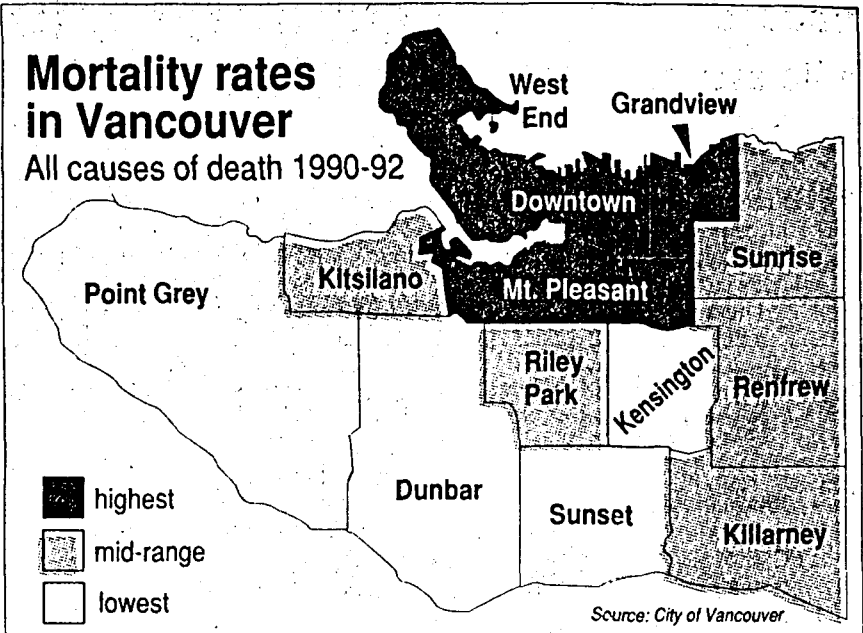 Mortality rates
in Vancouver
All causes of death 1990-92
West
End
Grandview
Downtown
Sunrise
Point Grey
Kitsilano
Mt. Pleasant
Riley
Park
Kensington
Renfrew
Dunbar
Sunset
Killarney
highest
mid-range
lowest
Source: City of Vancouver